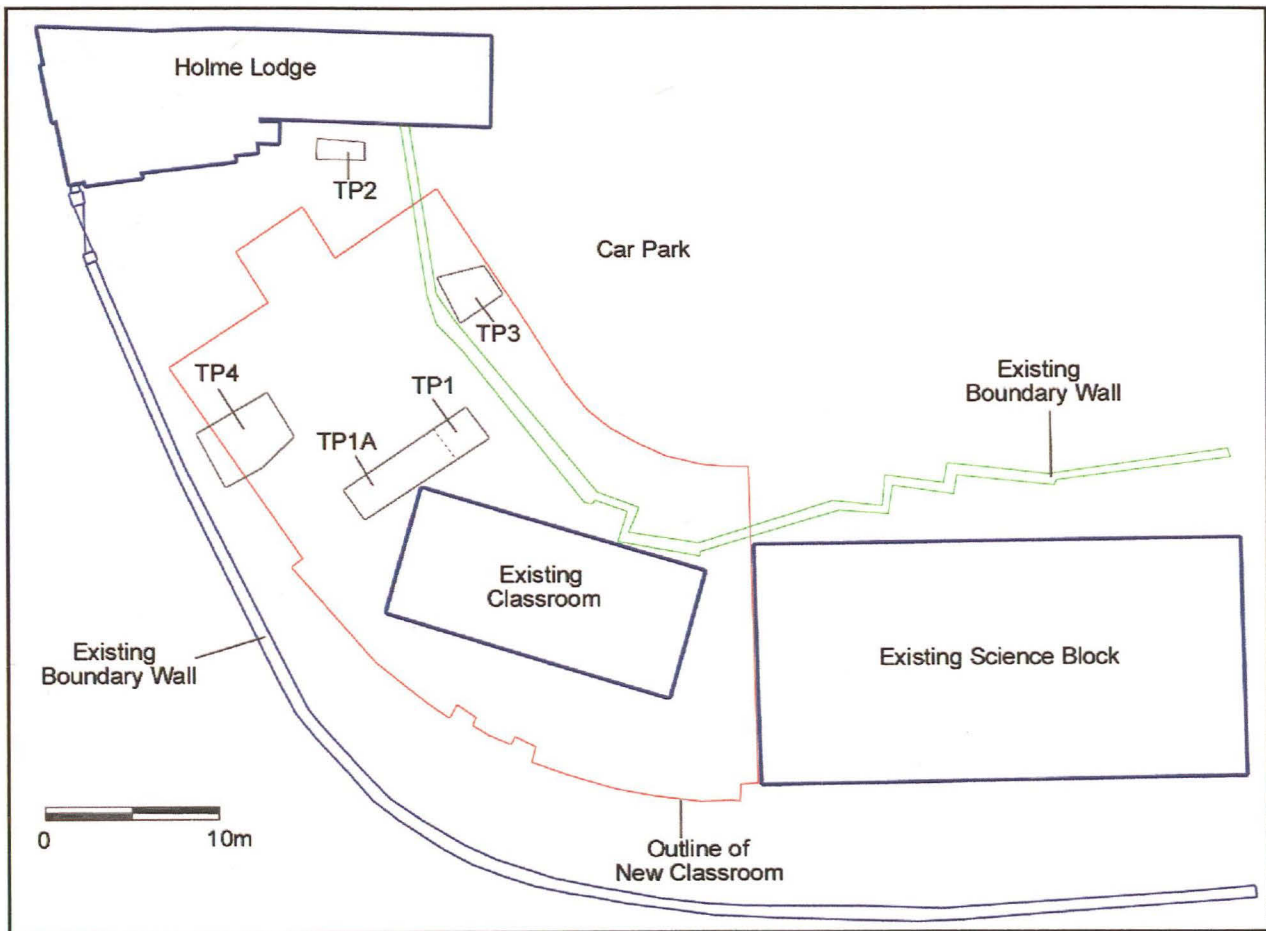 Holme Lodge
TP2
Car Park
TP3
TP4
TP1
TP1A
Existing
Boundary Wall
Existing
Classroom
Existing Science Block
Existing
Boundary Wall
0
10m
Outline of
New Classroom